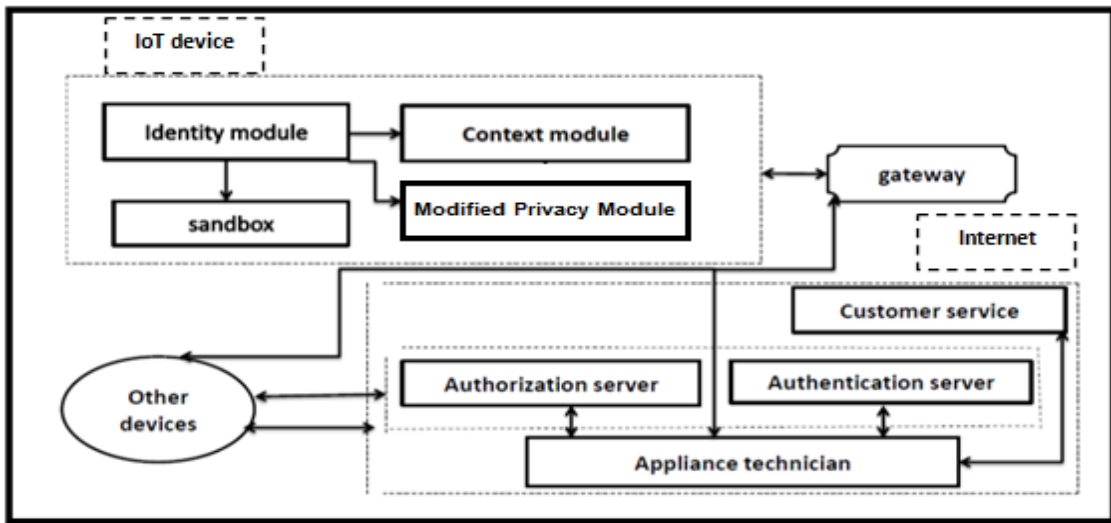 IoT device
Identity module
Context module
gateway
sandbox
Modified Privacy Module
Internet
Customer service
Authorization server
Authentication server
Other
devices
Appliance technician